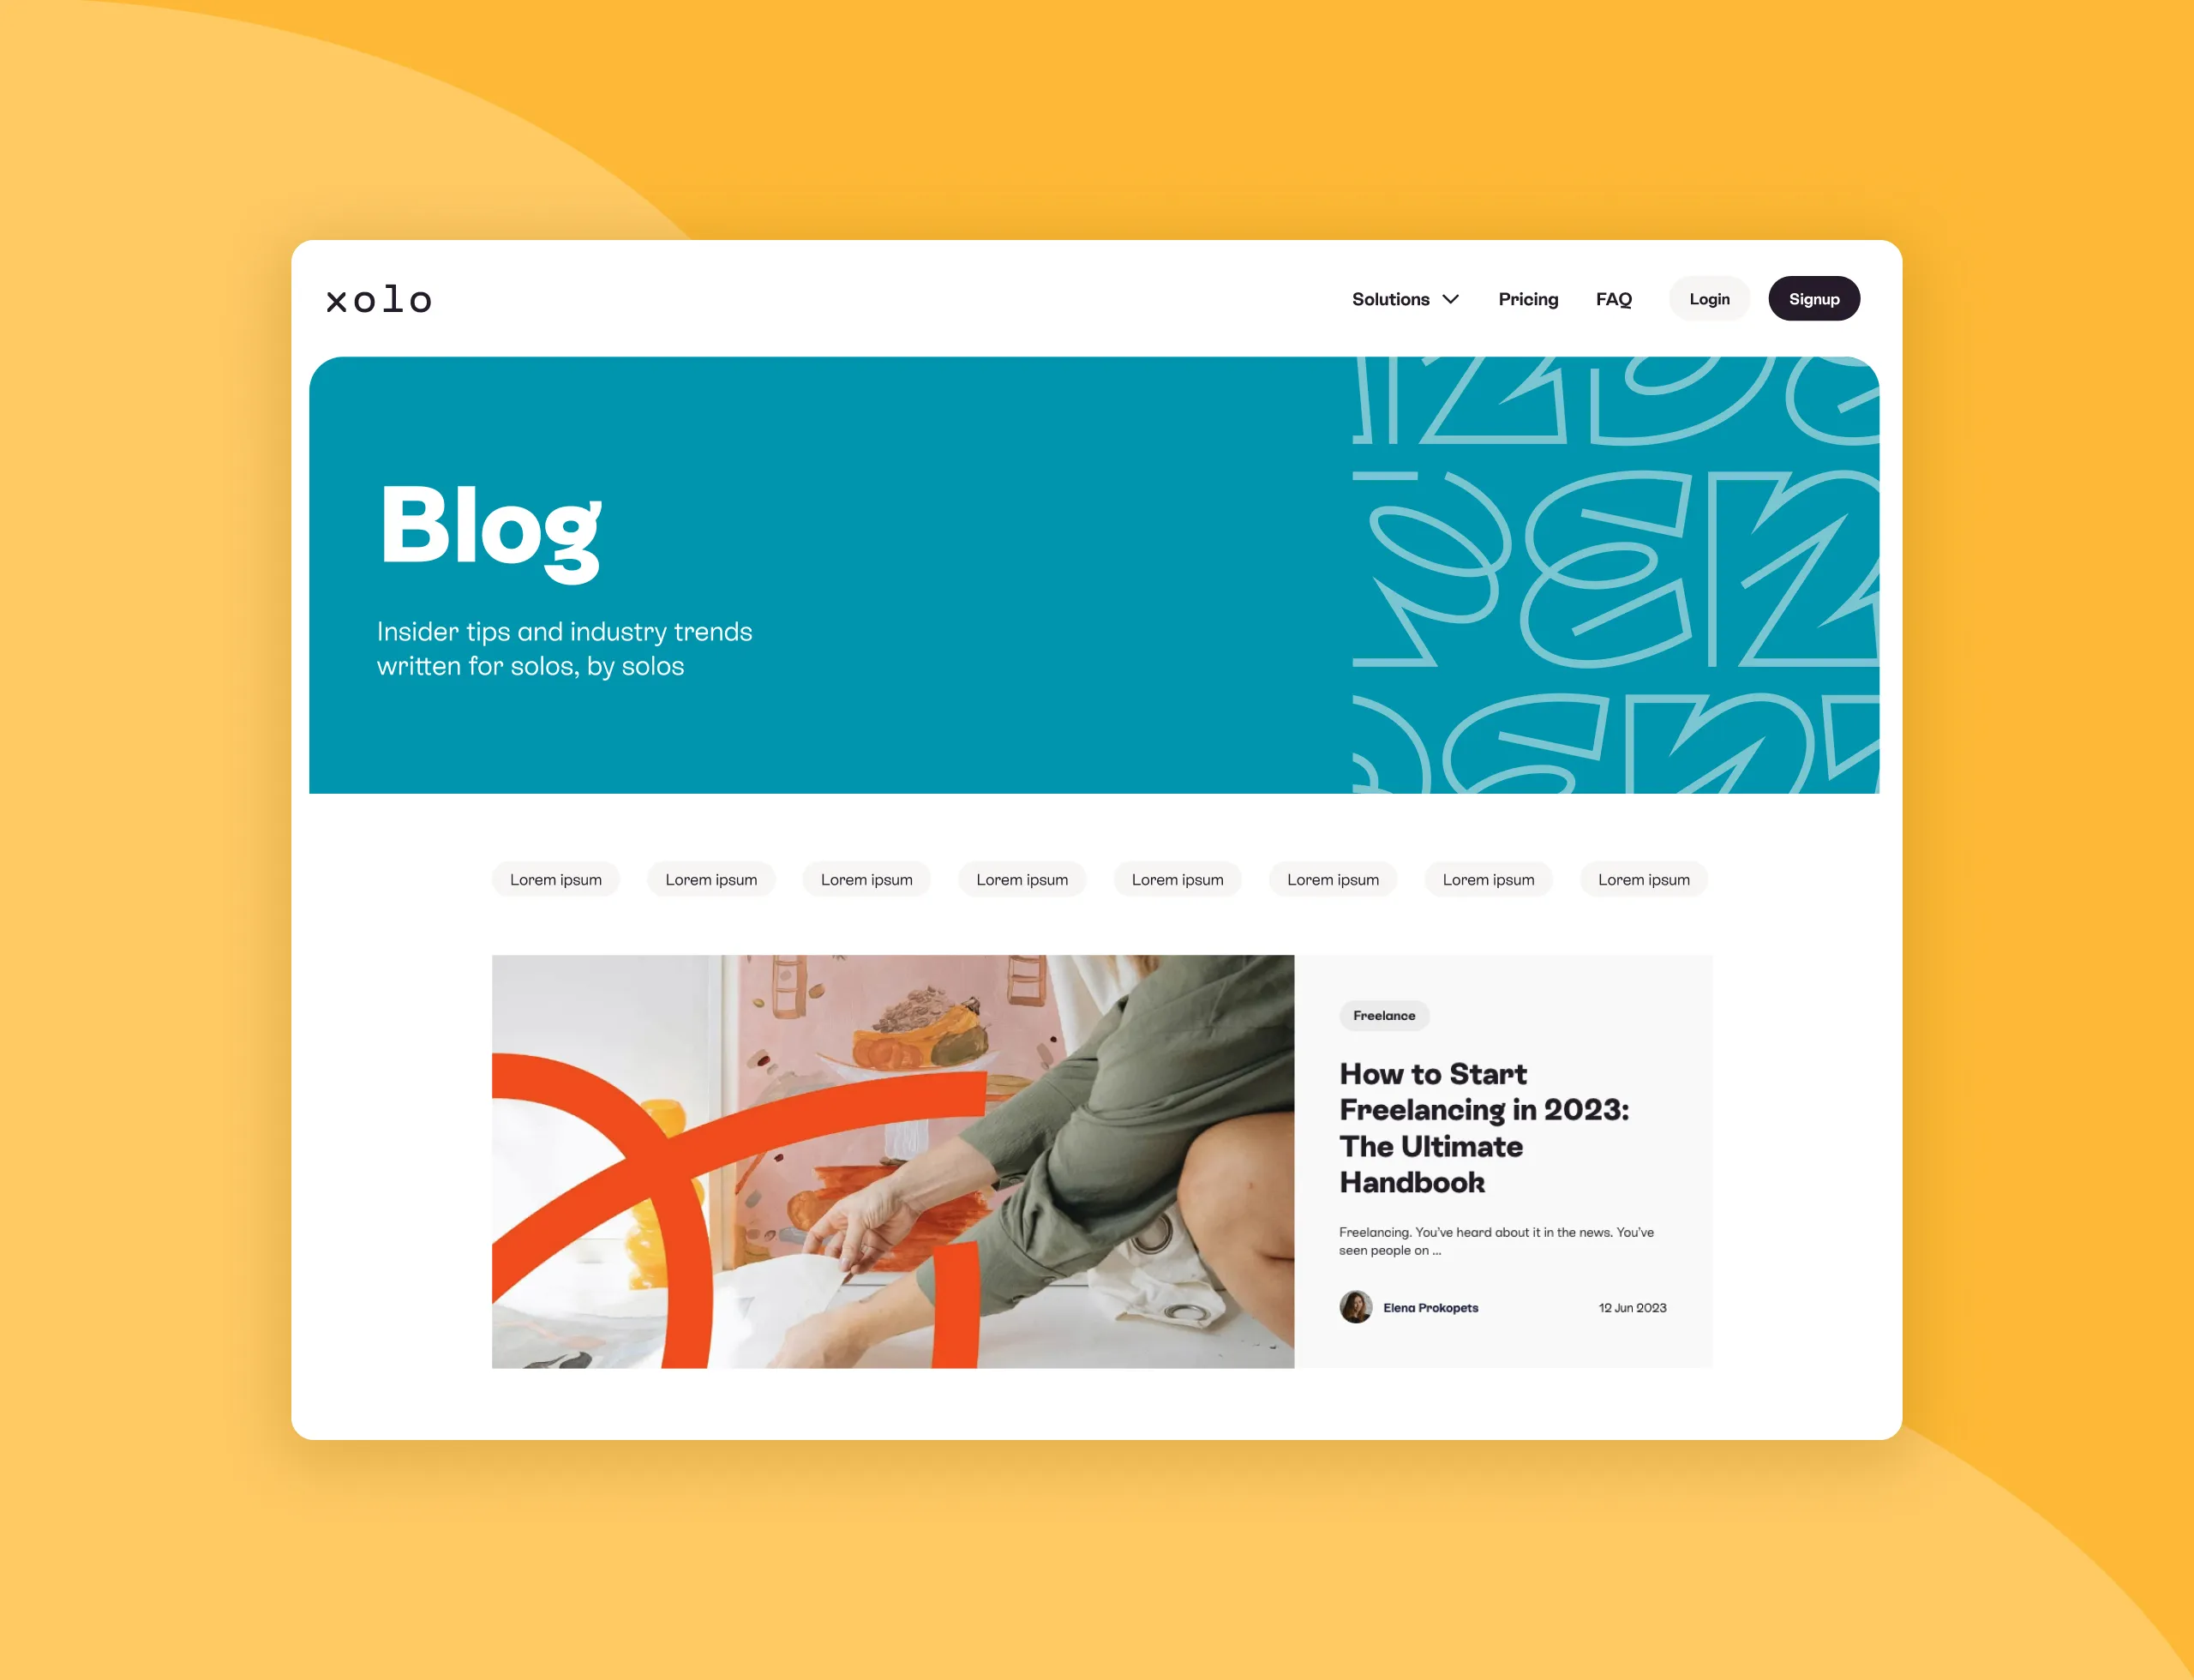 xolo
Solutions
Pricing
FAQ
Login
Signup
Blog
Insider tips and industry trends
written for solos, by solos
Lorem ipsum
Lorem ipsum
Lorem ipsum
Lorem ipsum
Lorem ipsum
Lorem ipsum
Lorem ipsum
Lorem ipsum
Freelance
How to Start
Freelancing in 2023:
The Ultimate
Handbook
Freelancing. You've heard about it in the news. You've
seen people on ...
Elena Prokopets
12 Jun 2023